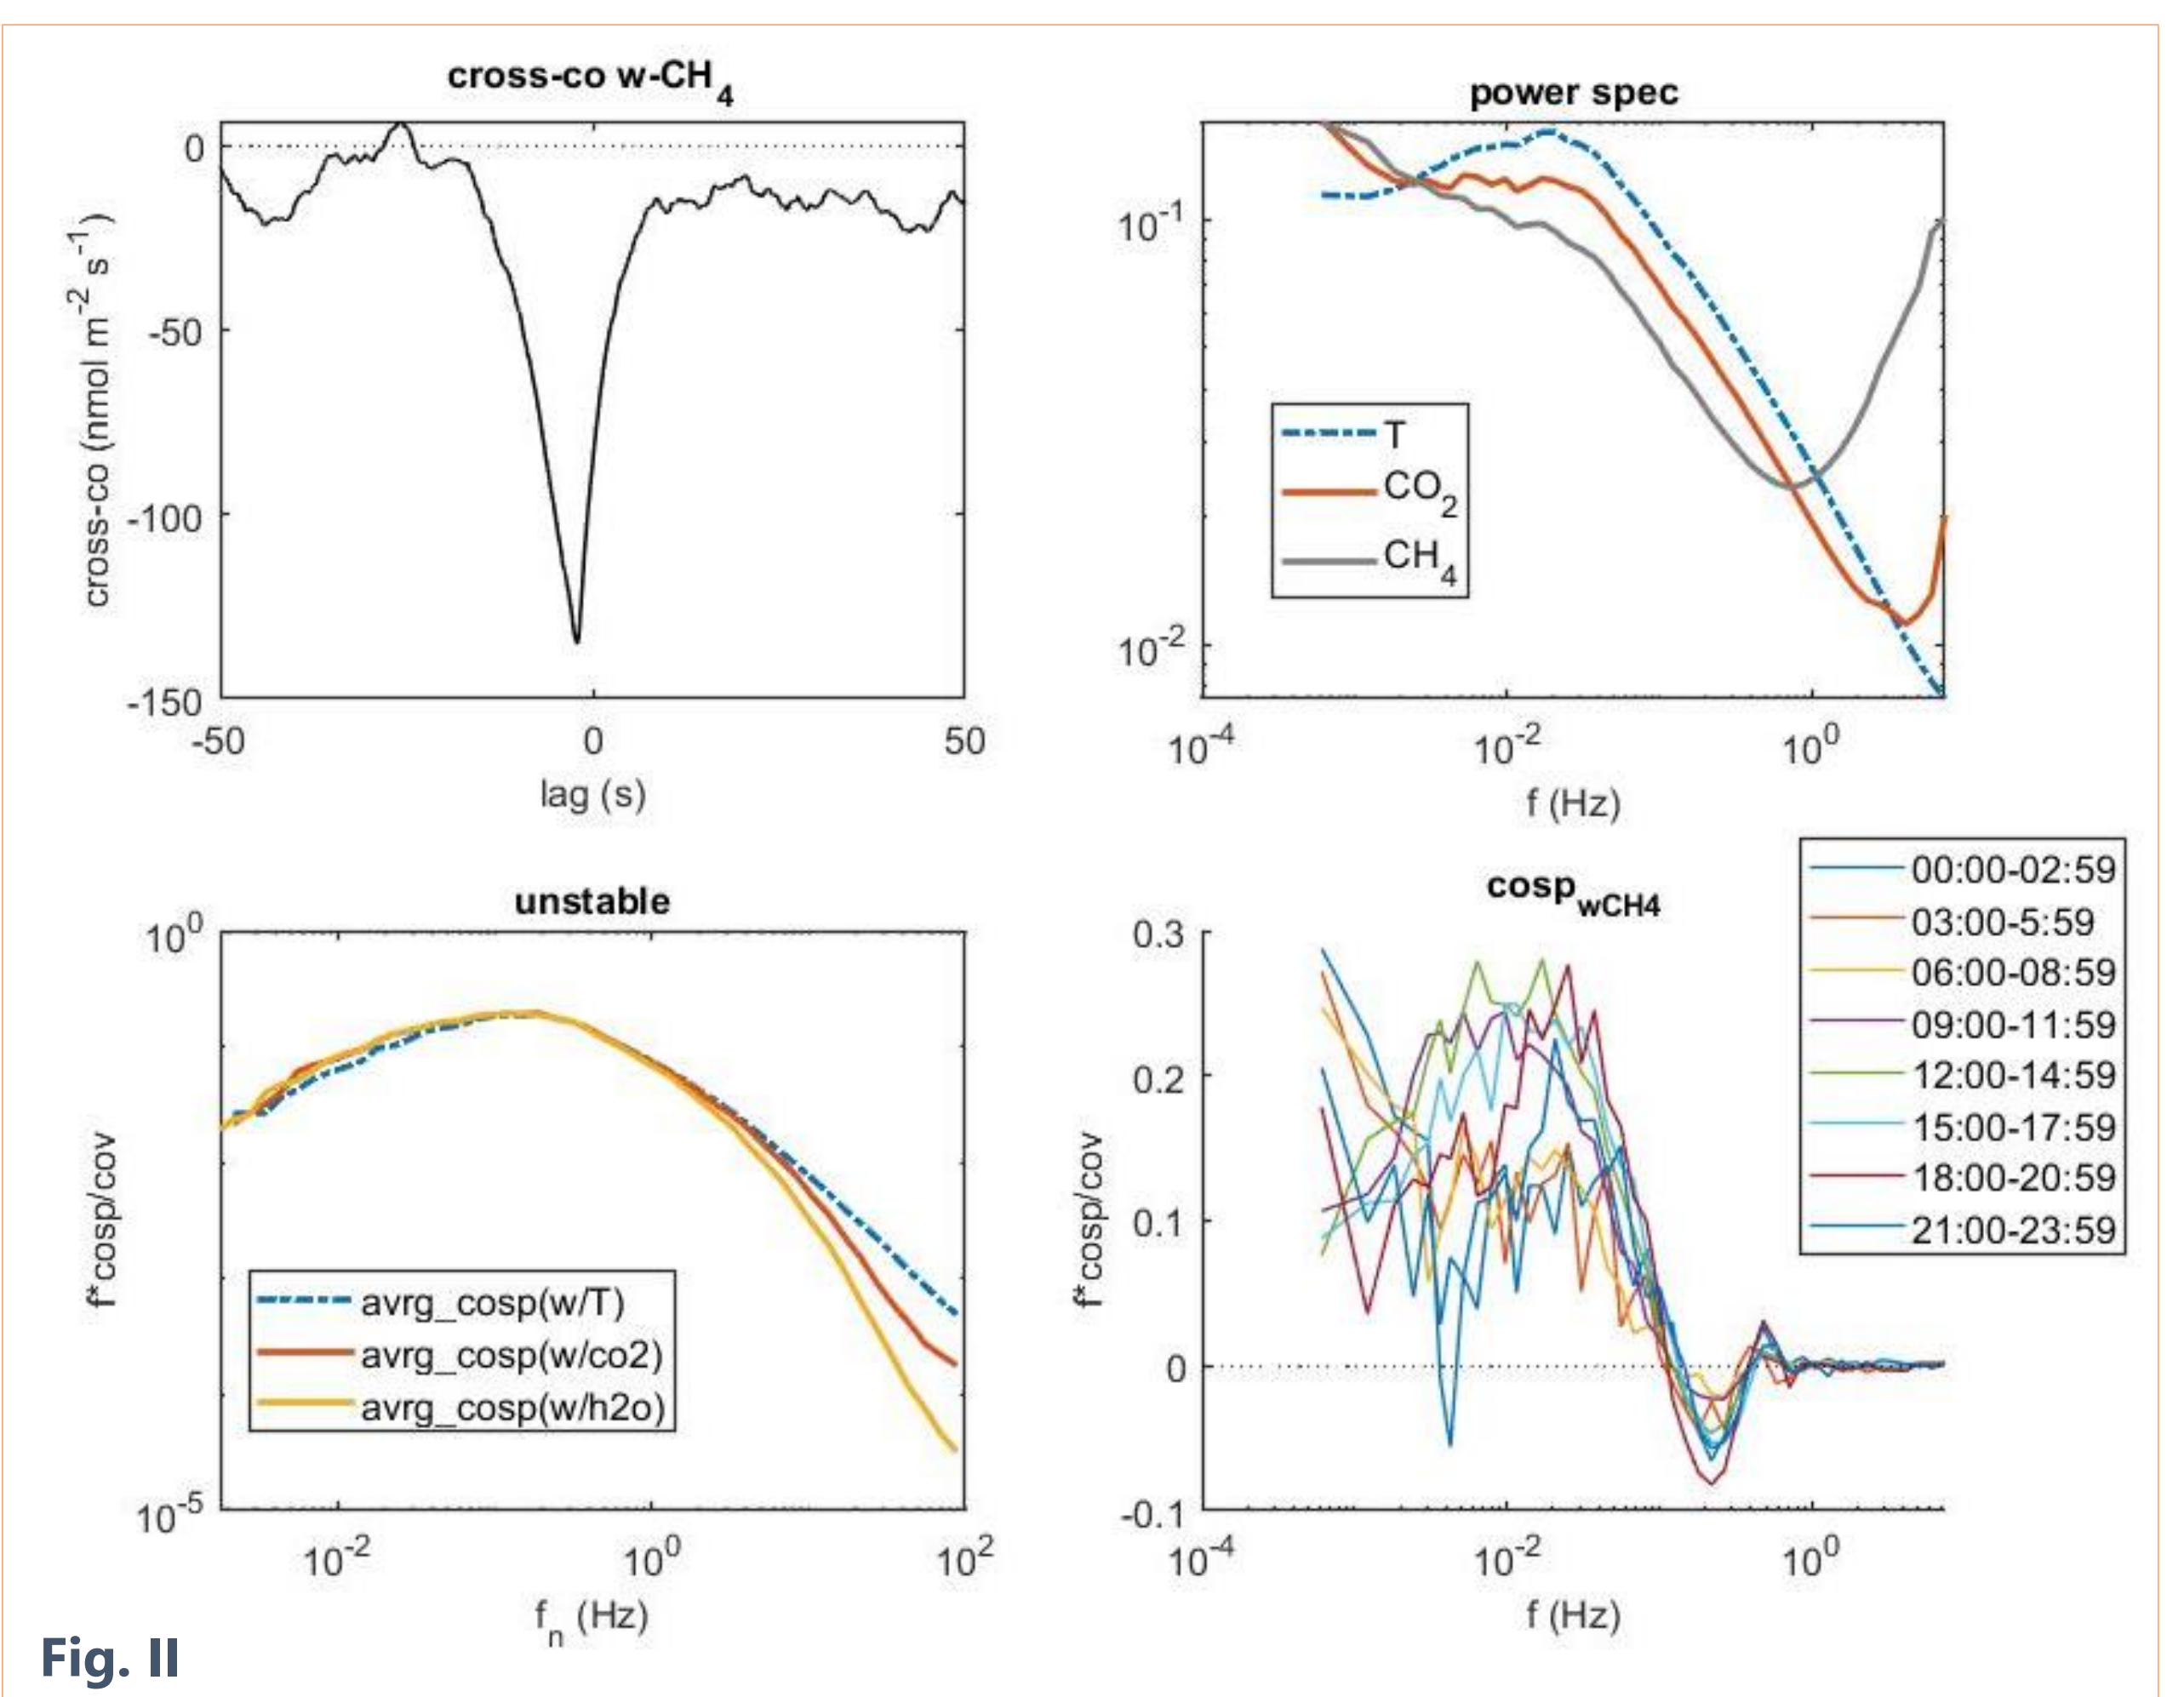 cross-co w-CH4
0
-50
-100
-150
cross-co (nmol m-2 s-1)
-50 0 50
lag (s)
power spec
10-1
10-2
T
CO2
CH4
10-4 10-2 100
f (Hz)
unstable
100
10-5
f*cosp/cov
avrg_cosp(w/T)
avrg_cosp(w/co2)
avrg_cosp(w/h2o)
10-2 100 102
fn (Hz)
cospwCH4
0.3
0.2
0.1
0
-0.1
f*cosp/cov
00:00-02:59
03:00-5:59
06:00-08:59
09:00-11:59
12:00-14:59
15:00-17:59
18:00-20:59
21:00-23:59
10-4 10-2 100
f (Hz)
Fig. II